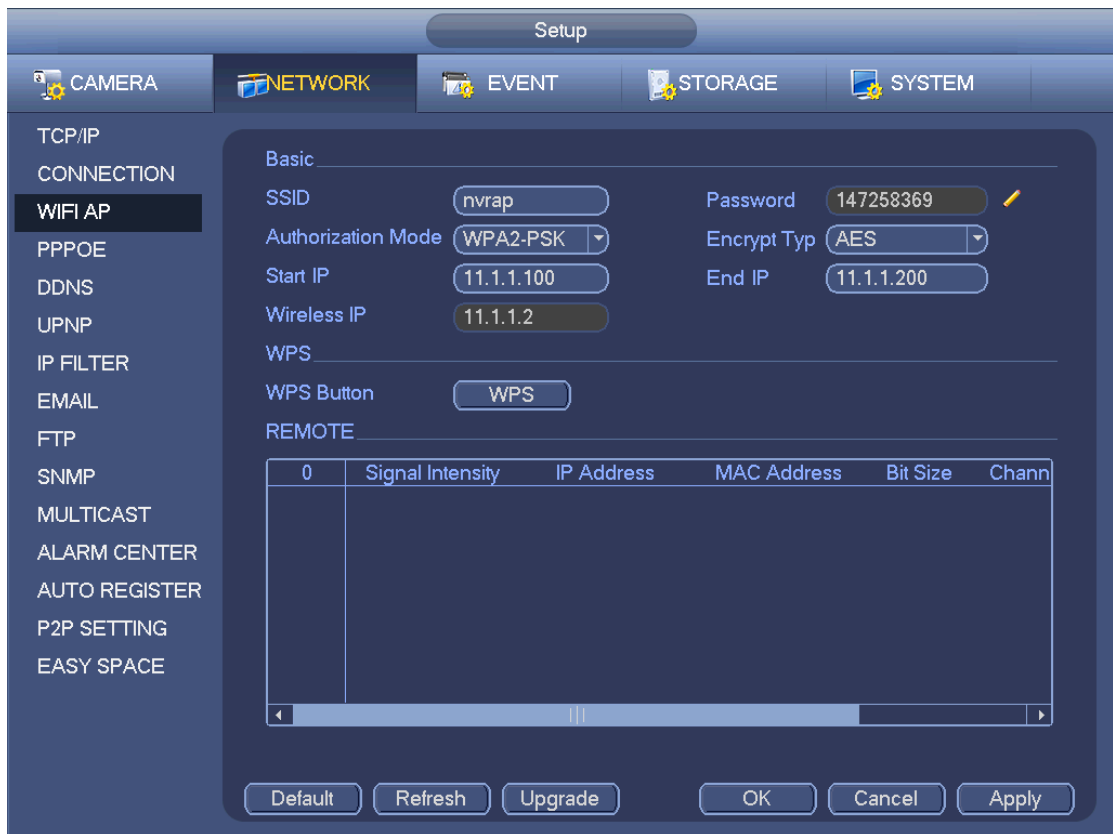 Setup
CAMERA NETWORK EVENT STORAGE SYSTEM
TCP/IP
CONNECTION
WIFI AP
PPPOE
DDNS
UPNP
IP FILTER
EMAIL
FTP
SNMP
MULTICAST
ALARM CENTER
AUTO REGISTER
P2P SETTING
EASY SPACE
Basic
SSID nvrap Password 147258369
Authorization Mode WPA2-PSK Encrypt Typ AES
Start IP 11.1.1.100 End IP 11.1.1.200
Wireless IP 11.1.1.2
WPS
WPS Button WPS
REMOTE
0 Signal Intensity IP Address MAC Address Bit Size Chann
Default Refresh Upgrade OK Cancel Apply